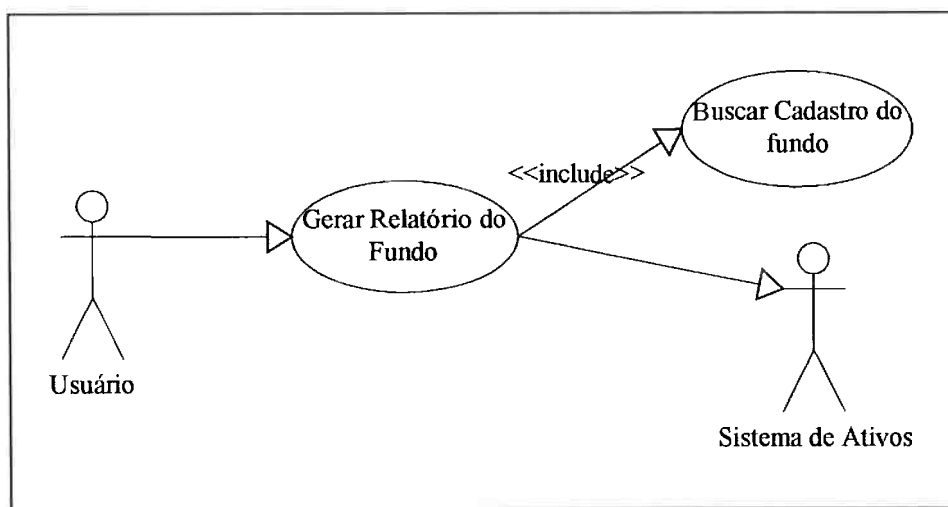 Buscar Cadastro do
fundo
<<include>>
Gerar Relatório do
Fundo
Usuário
Sistema de Ativos